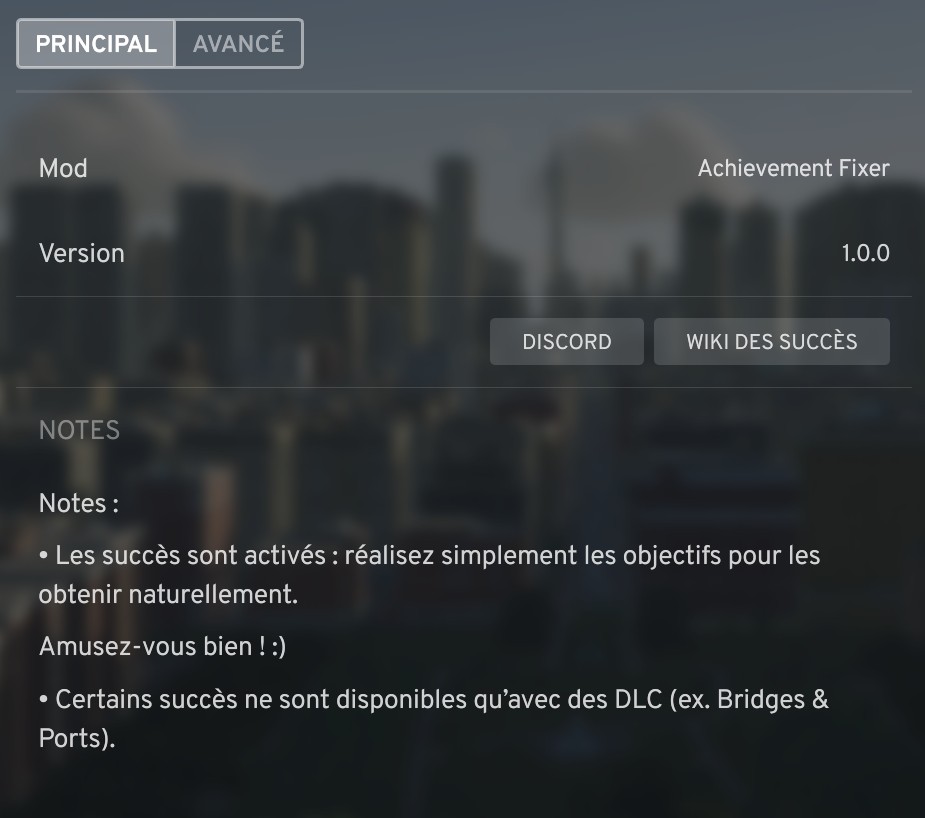 PRINCIPAL AVANCÉ
Mod Achievement Fixer
Version 1.0.0
DISCORD WIKI DES SUCCÈS
NOTES
Notes :
• Les succès sont activés : réalisez simplement les objectifs pour les
obtenir naturellement.
Amusez-vous bien ! :)
• Certains succès ne sont disponibles qu’avec des DLC (ex. Bridges &
Ports).